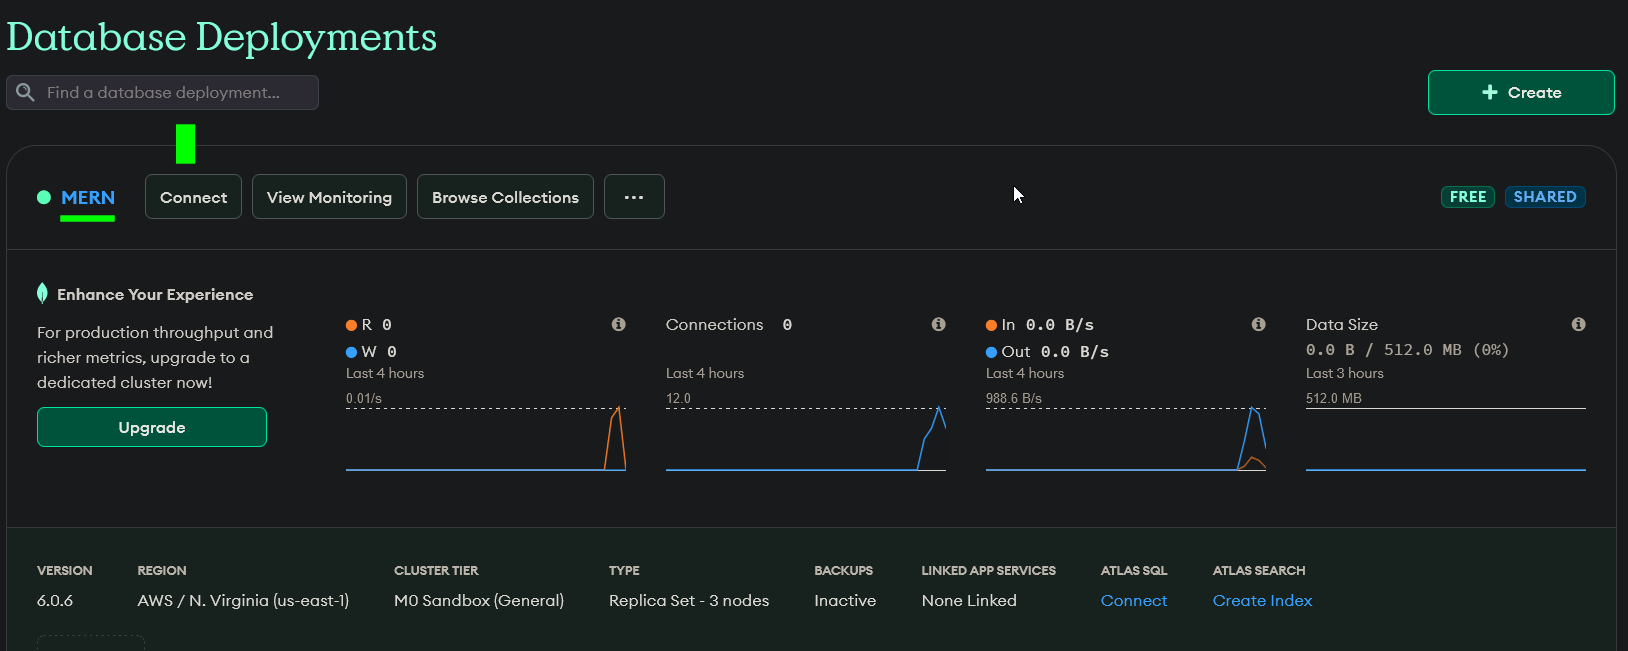 Database Deployments
Find a database deployment...
+ Create
MERN
Connect
View Monitoring
Browse Collections
...
FREE
SHARED
Enhance Your Experience
For production throughput and
richer metrics, upgrade to a
dedicated cluster now!
Upgrade
R 0
W 0
Last 4 hours
0.01/s
Connections 0
Last 4 hours
12.0
In 0.0 B/s
Out 0.0 B/s
Last 4 hours
988.6 B/s
Data Size
0.0 B / 512.0 MB (0%)
Last 3 hours
512.0 MB
VERSION
6.0.6
REGION
AWS / N. Virginia (us-east-1)
CLUSTER TIER
M0 Sandbox (General)
TYPE
Replica Set - 3 nodes
BACKUPS
Inactive
LINKED APP SERVICES
None Linked
ATLAS SQL
Connect
ATLAS SEARCH
Create Index